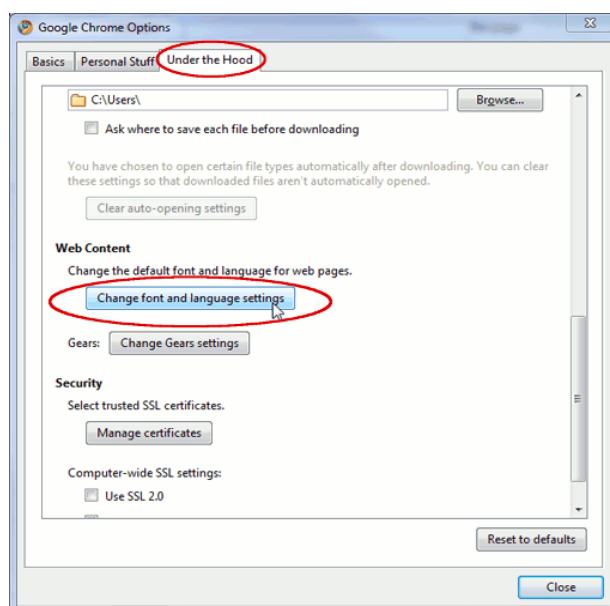 Google Chrome Options
Basics Personal Stuff Under the Hood
C:\Users\ Browse...
Ask where to save each file before downloading
You have chosen to open certain file types automatically after downloading. You can clear
these settings so that downloaded files aren't automatically opened.
Clear auto-opening settings
Web Content
Change the default font and language for web pages.
Change font and language settings
Gears: Change Gears settings
Security
Select trusted SSL certificates.
Manage certificates
Computer-wide SSL settings:
Use SSL 2.0
Reset to defaults
Close